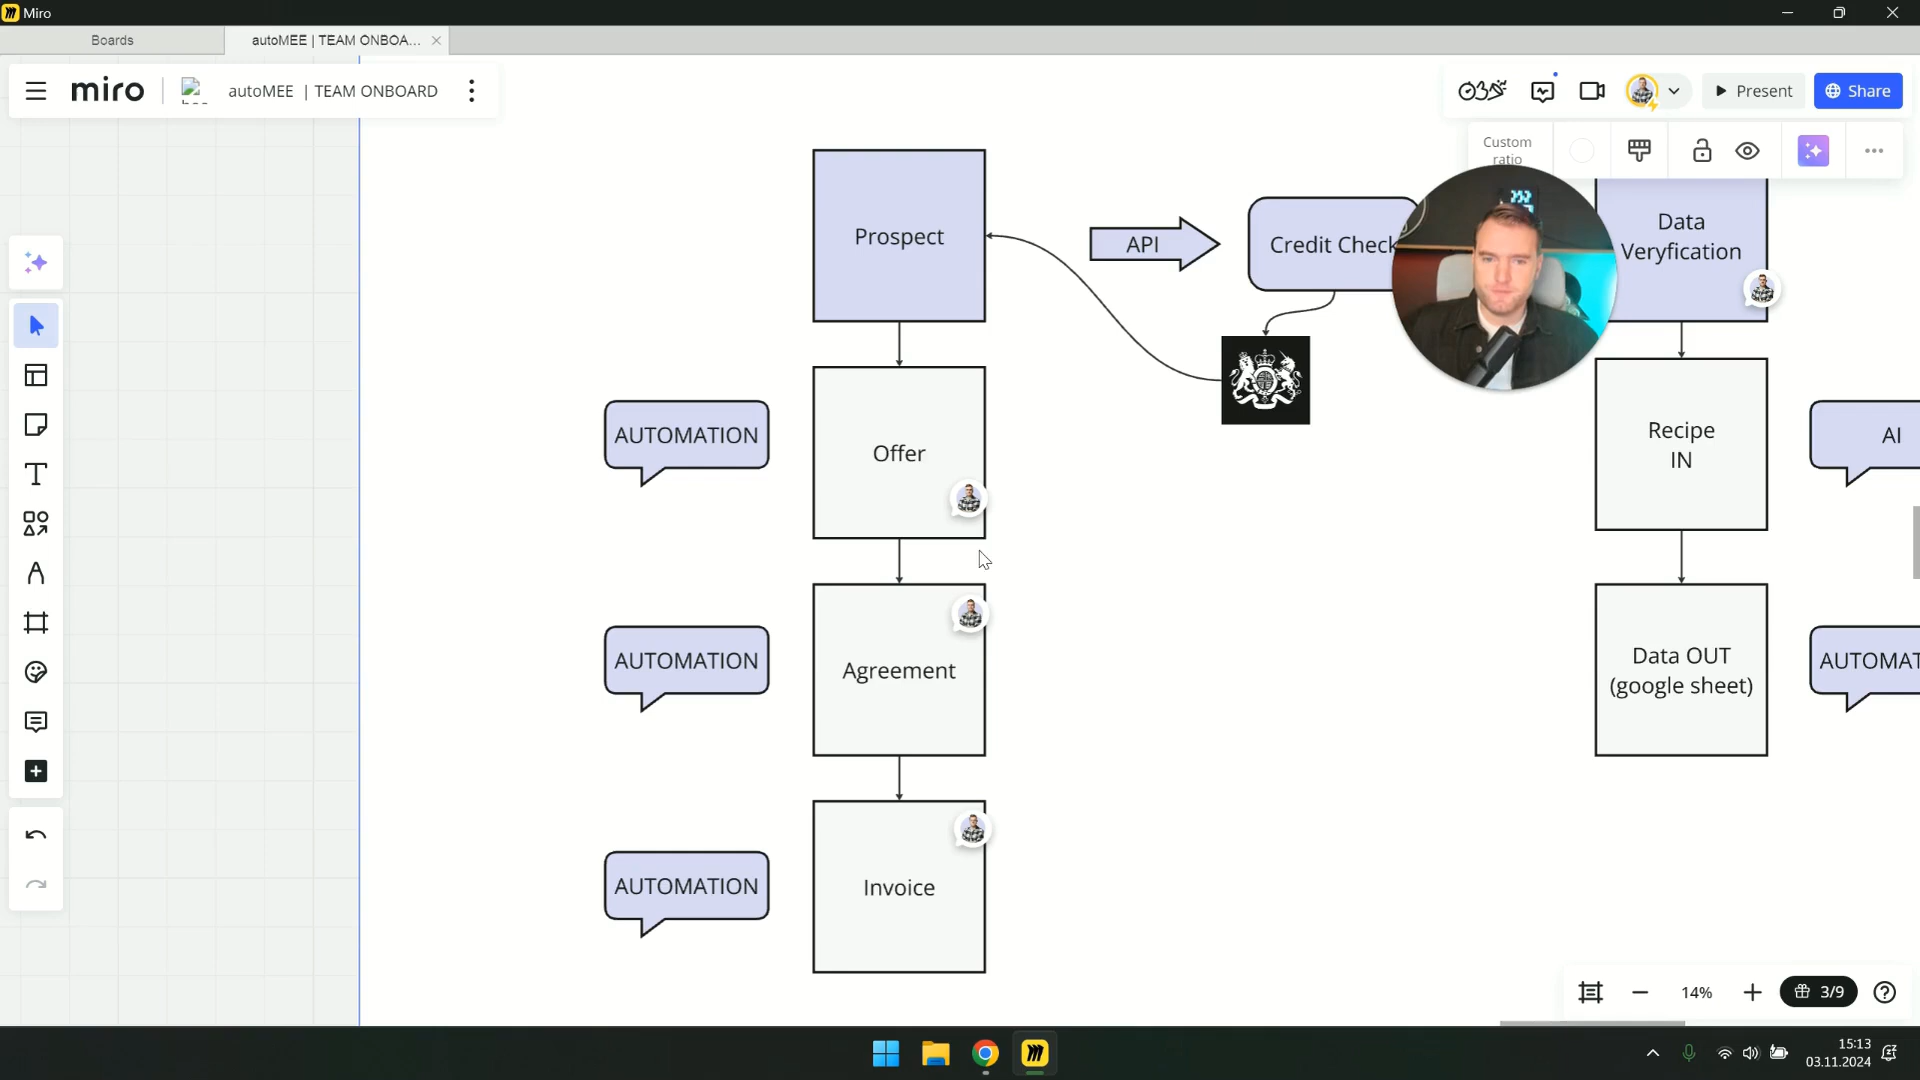 Miro
Boards
autoMEE | TEAM ONBOA...
miro
autoMEE | TEAM ONBOARD
Present
Share
Custom
ratio
Prospect
API
Credit Check
Data
Veryfication
AUTOMATION
Offer
Recipe
IN
AI
AUTOMATION
Agreement
Data OUT
(google sheet)
AUTOMAT
AUTOMATION
Invoice
14%
3/9
15:13
03.11.2024